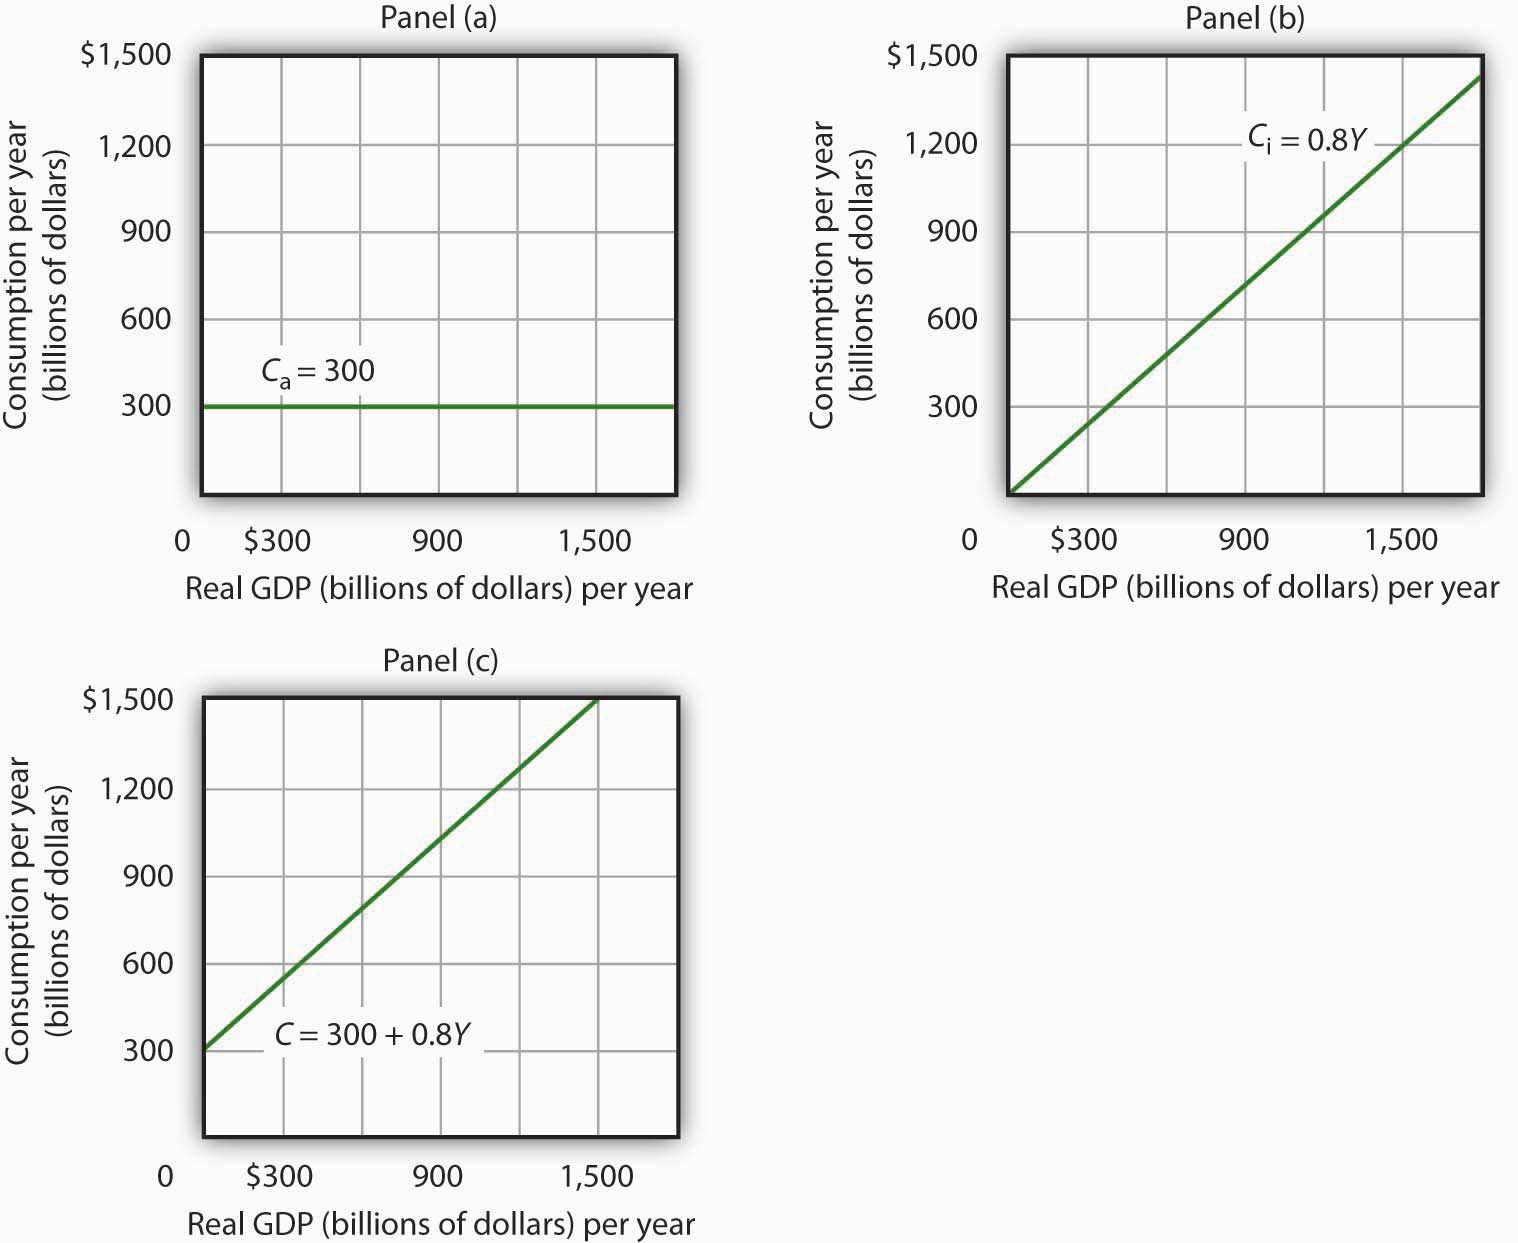 Panel (a)
$1,500
1,200
900
600
300
Consumption per year
(billions of dollars)
Cₐ = 300
0 $300 900 1,500
Real GDP (billions of dollars) per year
Panel (b)
$1,500
1,200
900
600
300
Consumption per year
(billions of dollars)
Cᵢ = 0.8Y
0 $300 900 1,500
Real GDP (billions of dollars) per year
Panel (c)
$1,500
1,200
900
600
300
Consumption per year
(billions of dollars)
C = 300 + 0.8Y
0 $300 900 1,500
Real GDP (billions of dollars) per year